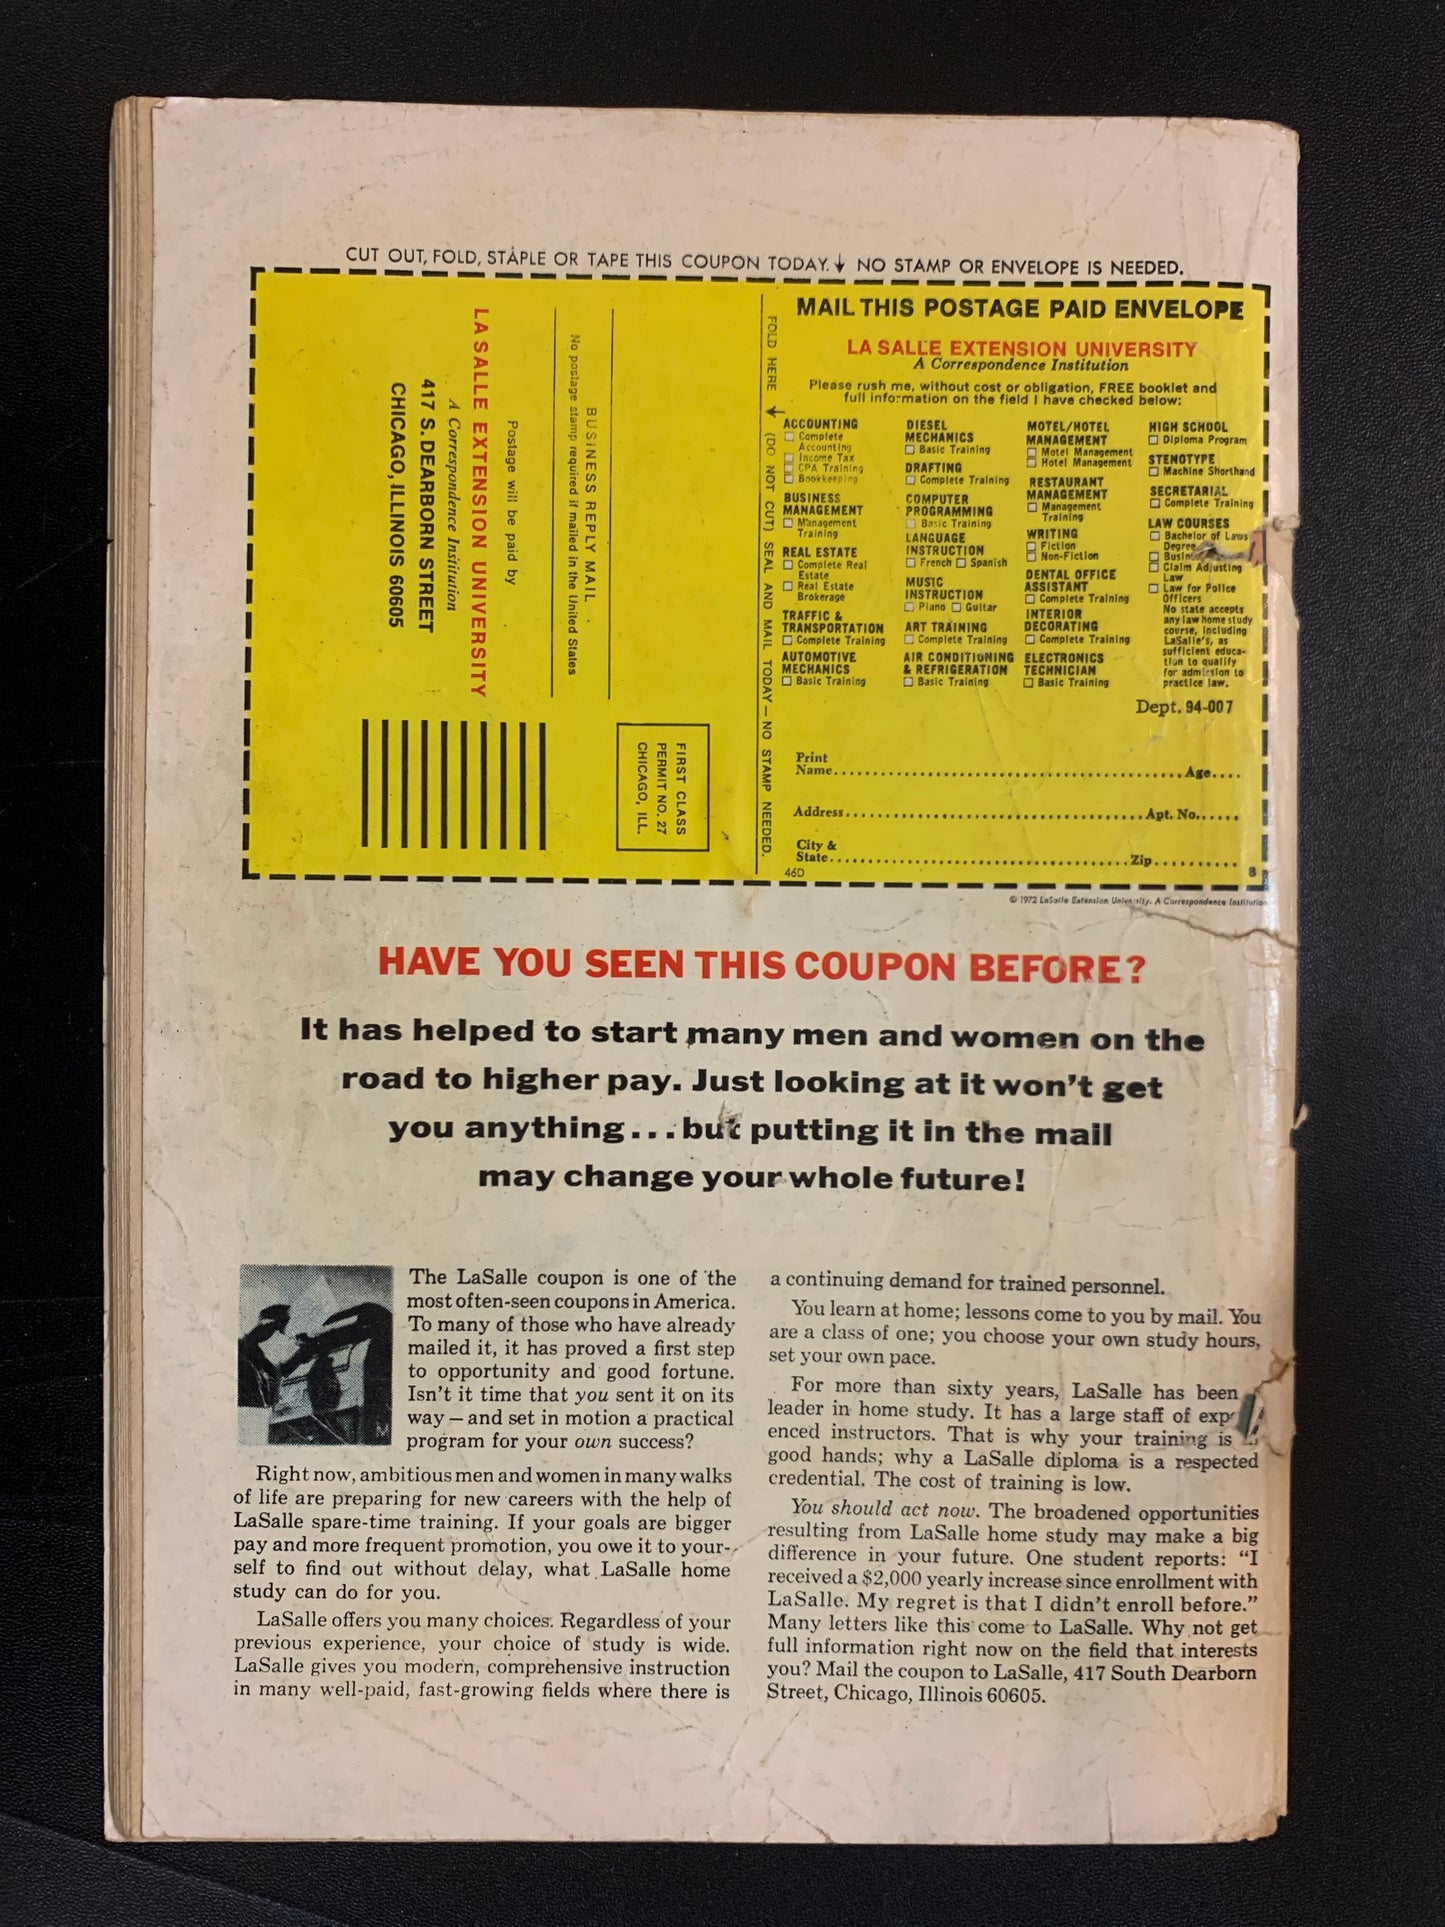 CUT OUT, FOLD, STAPLE OR TAPE THIS COUPON TODAY. ↓ NO STAMP OR ENVELOPE IS NEEDED.
LA SALLE EXTENSION UNIVERSITY
A Correspondence Institution
417 S. DEARBORN STREET
CHICAGO, ILLINOIS 60605
Postage will be paid by
BUSINESS REPLY MAIL
No postage stamp required if mailed in the United States
FIRST CLASS
PERMIT NO. 27
CHICAGO, ILL.
FOLD HERE ↓ (DO NOT CUT) SEAL AND MAIL TODAY — NO STAMP NEEDED.
MAIL THIS POSTAGE PAID ENVELOPE
LA SALLE EXTENSION UNIVERSITY
A Correspondence Institution
Please rush me, without cost or obligation, FREE booklet and
full information on the field I have checked below:
ACCOUNTING
Complete
Accounting
Income Tax
CPA Training
Bookkeeping
BUSINESS
MANAGEMENT
Management
Training
REAL ESTATE
Complete Real
Estate
Real Estate
Brokerage
TRAFFIC &
TRANSPORTATION
Complete Training
AUTOMOTIVE
MECHANICS
Basic Training
DIESEL
MECHANICS
Basic Training
DRAFTING
Complete Training
COMPUTER
PROGRAMMING
Basic Training
LANGUAGE
INSTRUCTION
French Spanish
MUSIC
INSTRUCTION
Piano Guitar
ART TRAINING
Complete Training
AIR CONDITIONING
& REFRIGERATION
Basic Training
MOTEL/HOTEL
MANAGEMENT
Motel Management
Hotel Management
RESTAURANT
MANAGEMENT
Management
Training
WRITING
Fiction
Non-Fiction
DENTAL OFFICE
ASSISTANT
Complete Training
INTERIOR
DECORATING
Complete Training
ELECTRONICS
TECHNICIAN
Basic Training
HIGH SCHOOL
Diploma Program
STENOTYPE
Machine Shorthand
SECRETARIAL
Complete Training
LAW COURSES
Bachelor of Laws
Degree
Claim Adjusting
Law
Law for Police
Officers
No state accepts
any law home study
course, including
LaSalle's, as
sufficient educa-
tion to qualify
for admission to
practice law.
Dept. 94-007
Print
Name Age
Address Apt. No.
City &
State Zip
46D 8
© 1972 LaSalle Extension University. A Correspondence Institution
HAVE YOU SEEN THIS COUPON BEFORE?
It has helped to start many men and women on the
road to higher pay. Just looking at it won't get
you anything...but putting it in the mail
may change your whole future!
The LaSalle coupon is one of the
most often-seen coupons in America.
To many of those who have already
mailed it, it has proved a first step
to opportunity and good fortune.
Isn't it time that you sent it on its
way — and set in motion a practical
program for your own success?
Right now, ambitious men and women in many walks
of life are preparing for new careers with the help of
LaSalle spare-time training. If your goals are bigger
pay and more frequent promotion, you owe it to your-
self to find out without delay, what LaSalle home
study can do for you.
LaSalle offers you many choices. Regardless of your
previous experience, your choice of study is wide.
LaSalle gives you modern, comprehensive instruction
in many well-paid, fast-growing fields where there is
a continuing demand for trained personnel.
You learn at home; lessons come to you by mail. You
are a class of one; you choose your own study hours,
set your own pace.
For more than sixty years, LaSalle has been
leader in home study. It has a large staff of
enced instructors. That is why your training is
good hands; why a LaSalle diploma is a respected
credential. The cost of training is low.
You should act now. The broadened opportunities
resulting from LaSalle home study may make a big
difference in your future. One student reports: "I
received a $2,000 yearly increase since enrollment with
LaSalle. My regret is that I didn't enroll before."
Many letters like this come to LaSalle. Why not get
full information right now on the field that interests
you? Mail the coupon to LaSalle, 417 South Dearborn
Street, Chicago, Illinois 60605.